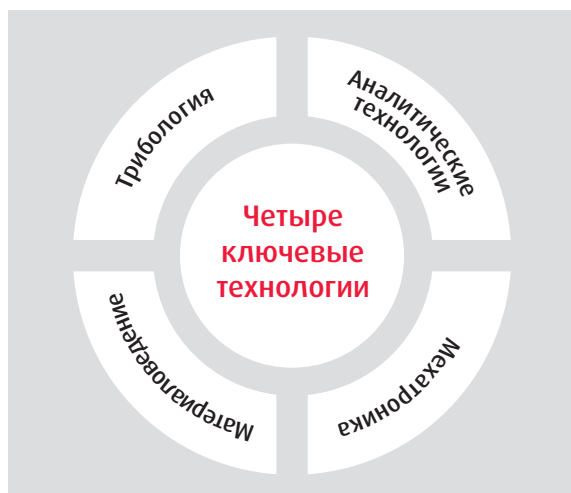 Трибология
Аналитические
технологии
Четыре
ключевые
технологии
Материаловедение
Мехатроника